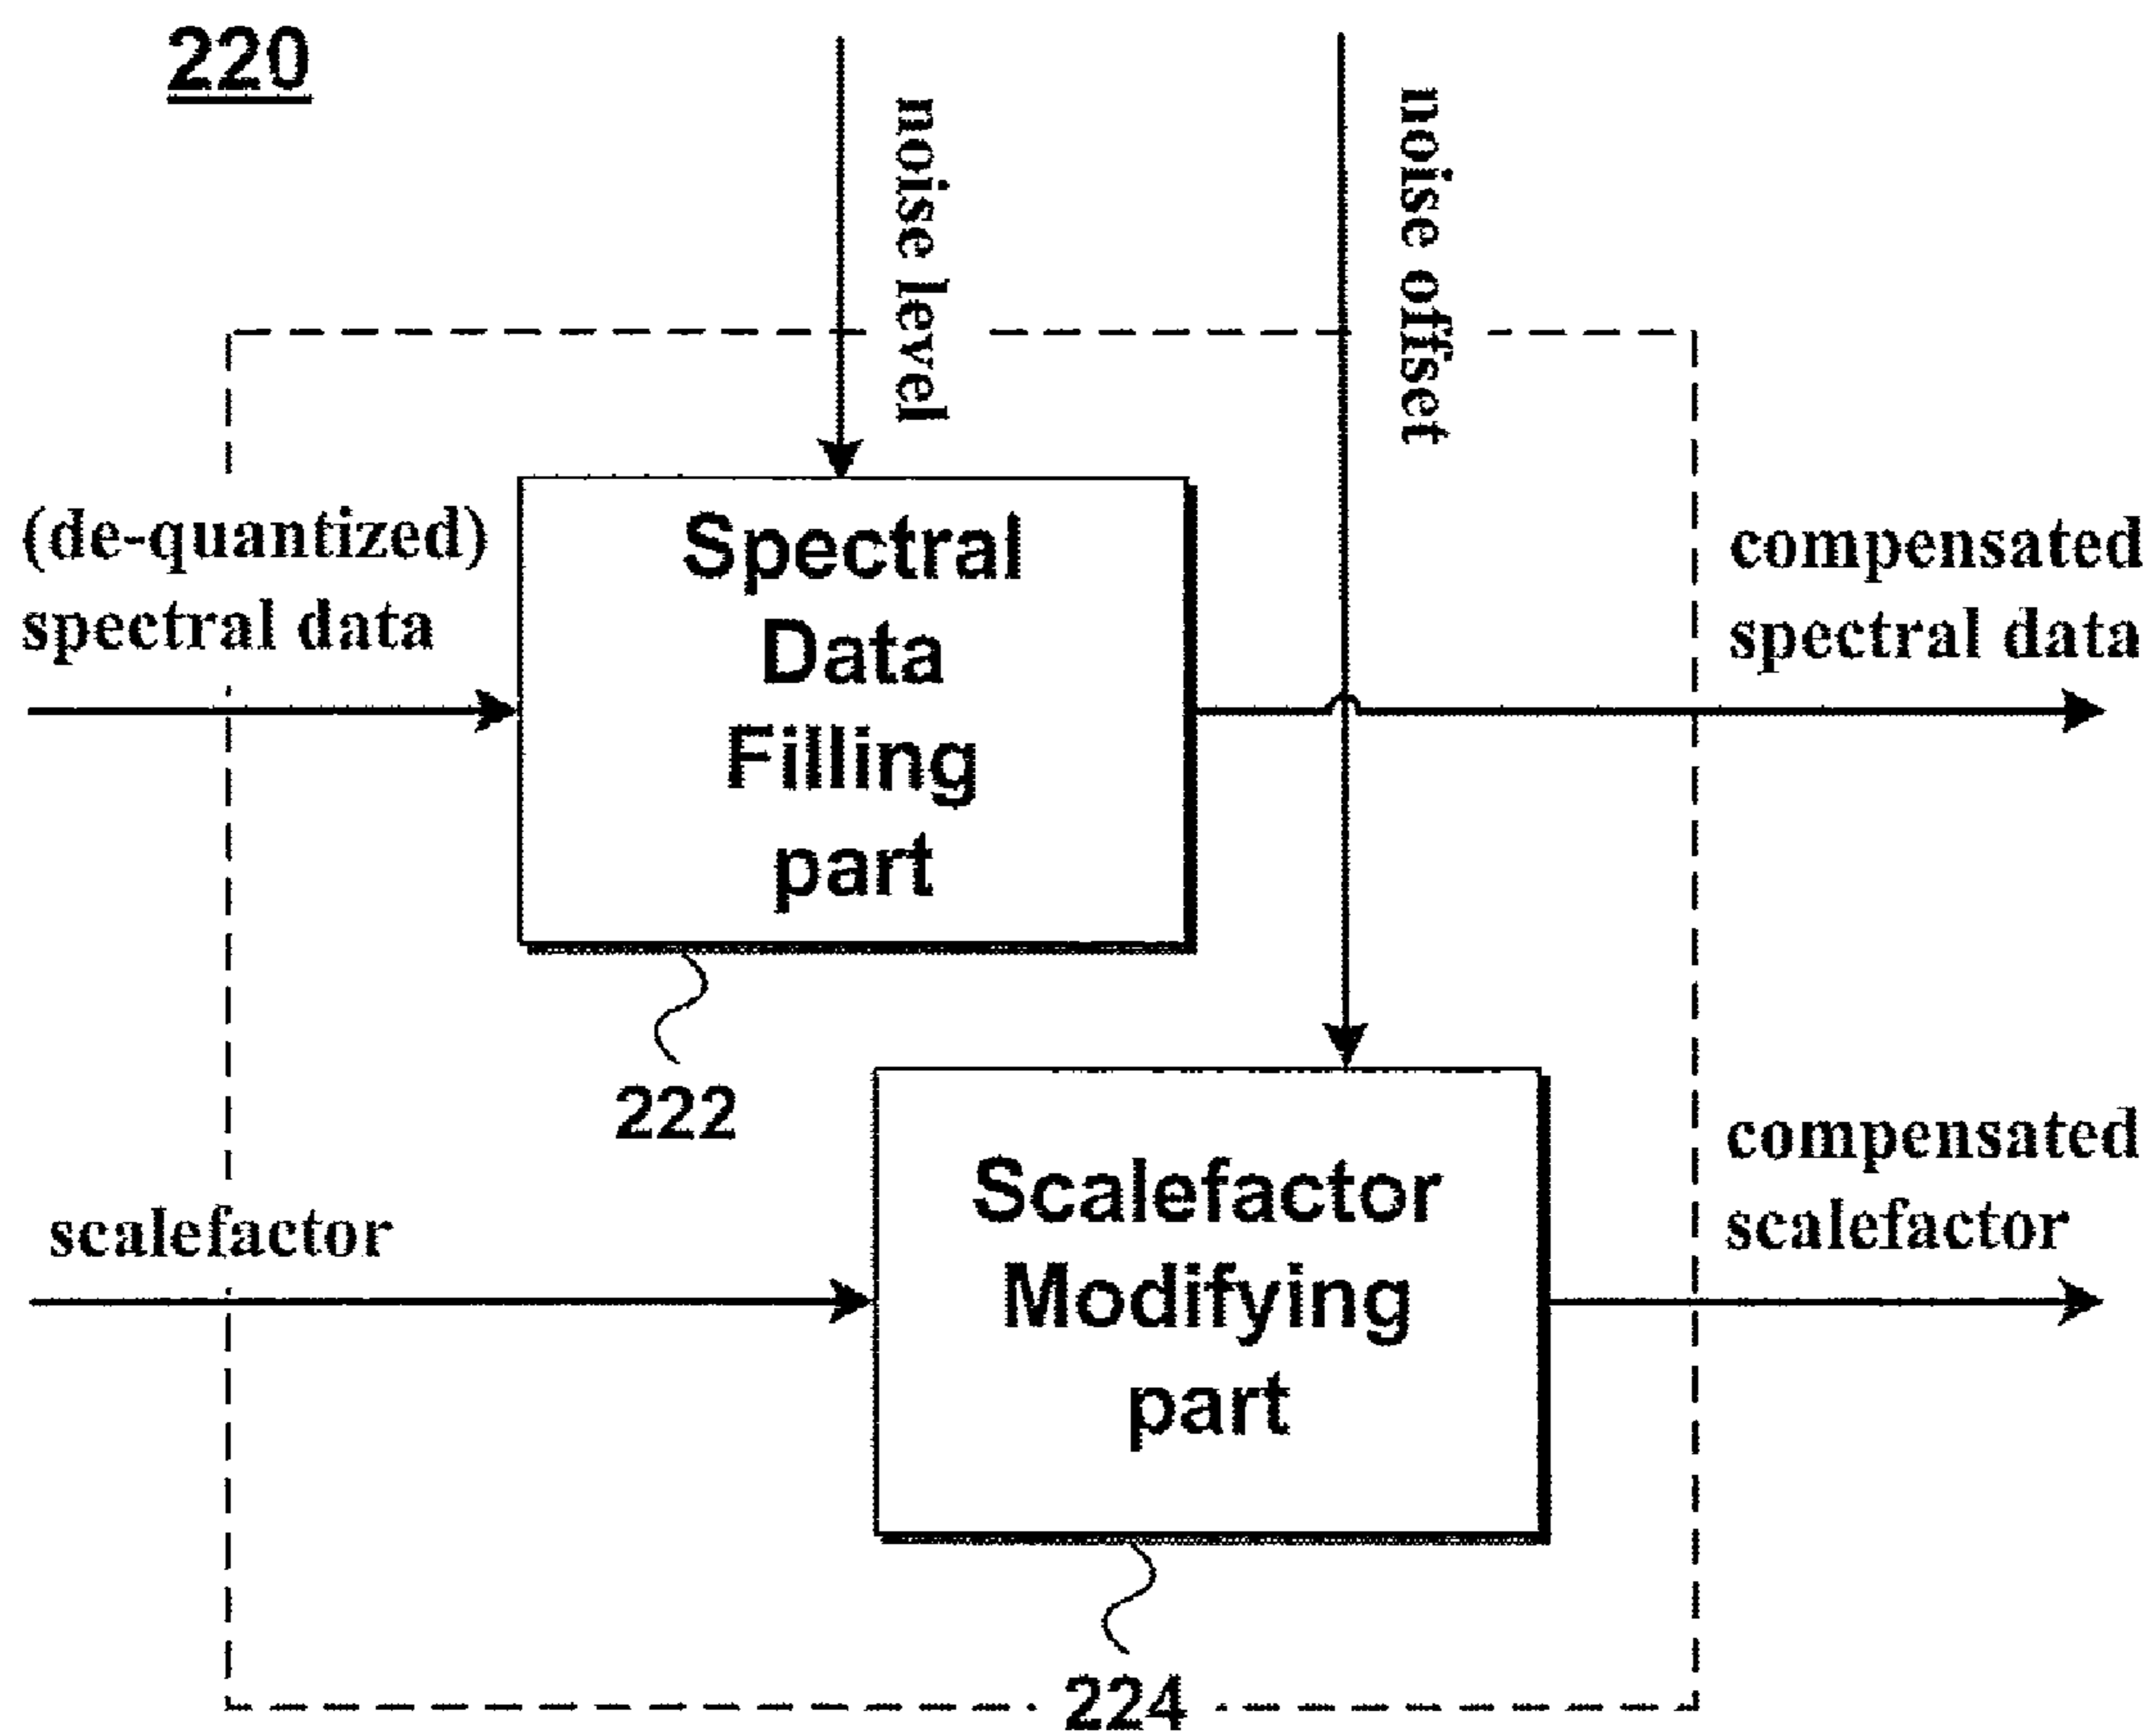 220
noise level
noise offset
(de-quantized)
spectral data
Spectral
Data
Filling
part
compensated
spectral data
222
scalefactor
Scalefactor
Modifying
part
compensated
scalefactor
224